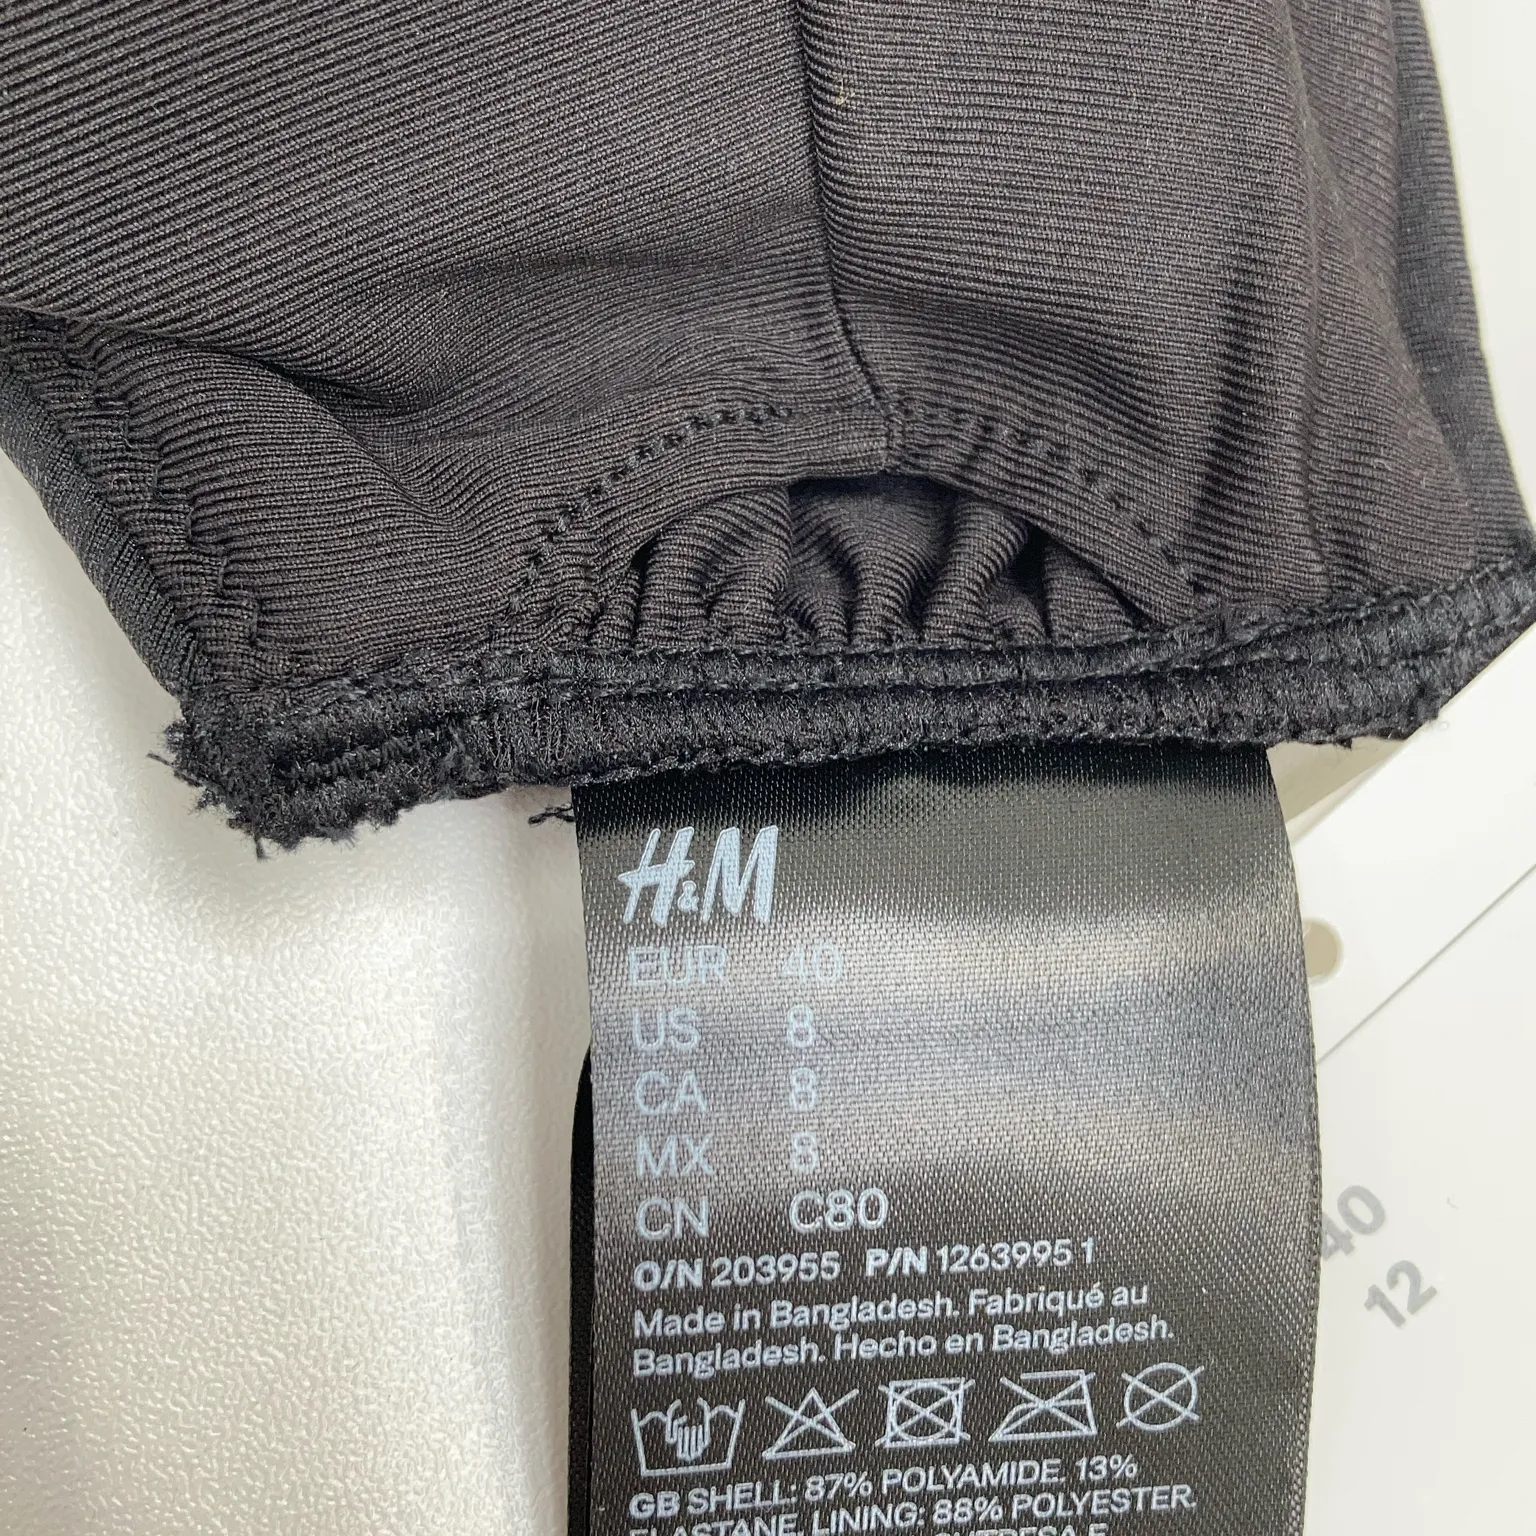 H&M
EUR 40
US 8
CA 8
MX 8
CN C80
O/N 203955 P/N 1263995 1
Made in Bangladesh. Fabriqué au
Bangladesh. Hecho en Bangladesh.
GB SHELL: 87% POLYAMIDE. 13%
ELASTANE. LINING: 88% POLYESTER.
40
12